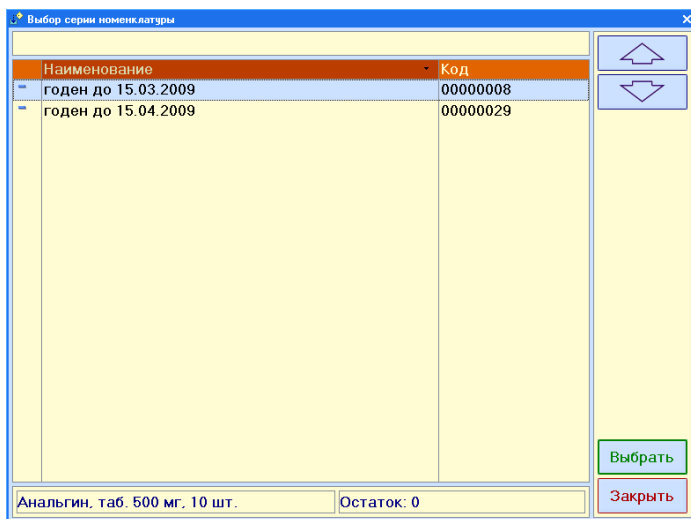 Выбор серии номенклатуры
Наименование Код
годен до 15.03.2009 00000008
годен до 15.04.2009 00000029
Выбрать
Анальгин, таб. 500 мг, 10 шт. Остаток: 0
Закрыть